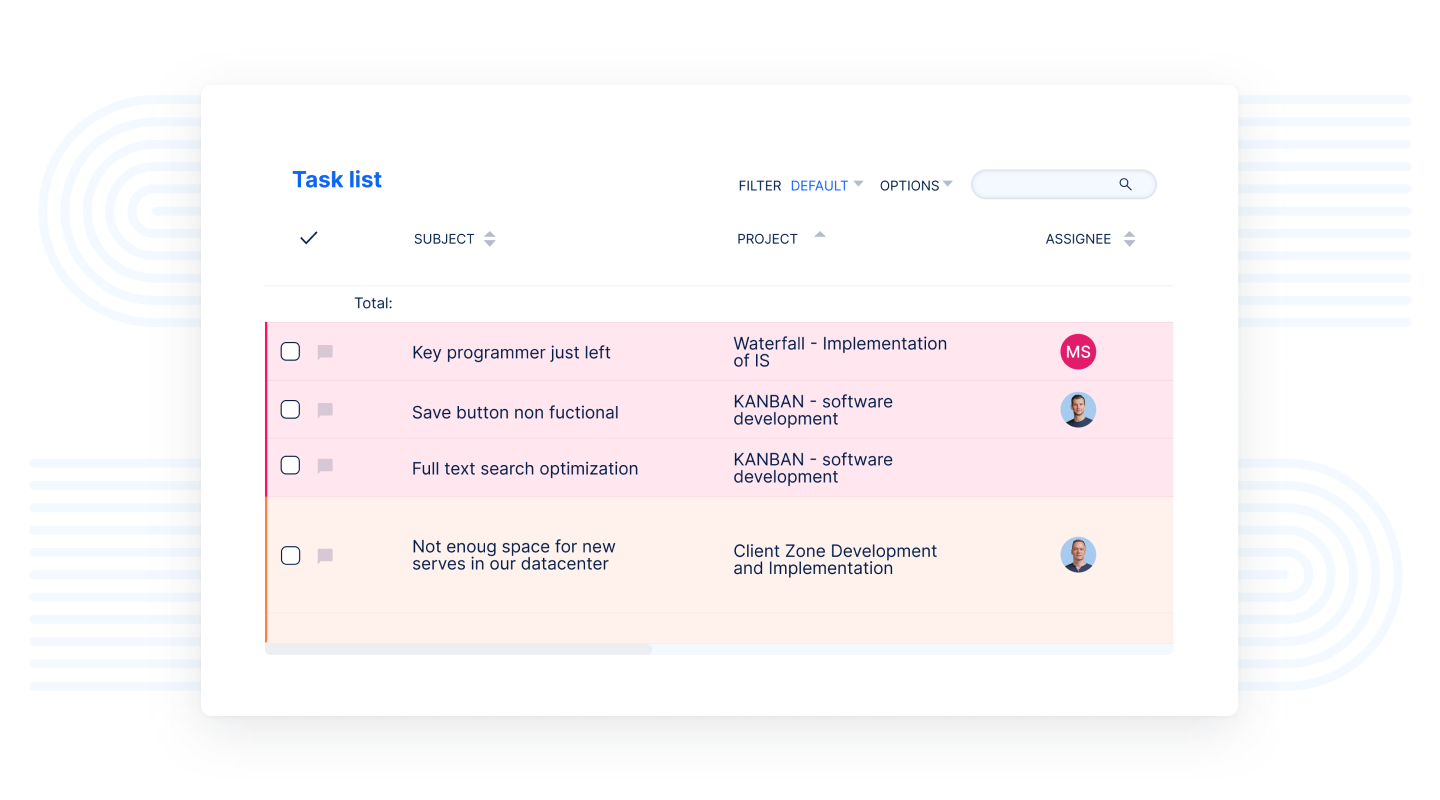 Task list
FILTER DEFAULT OPTIONS
SUBJECT PROJECT ASSIGNEE
Total:
Key programmer just left
Waterfall - Implementation
of IS
MS
Save button non fuctional
KANBAN - software
development
Full text search optimization
KANBAN - software
development
Not enoug space for new
serves in our datacenter
Client Zone Development
and Implementation